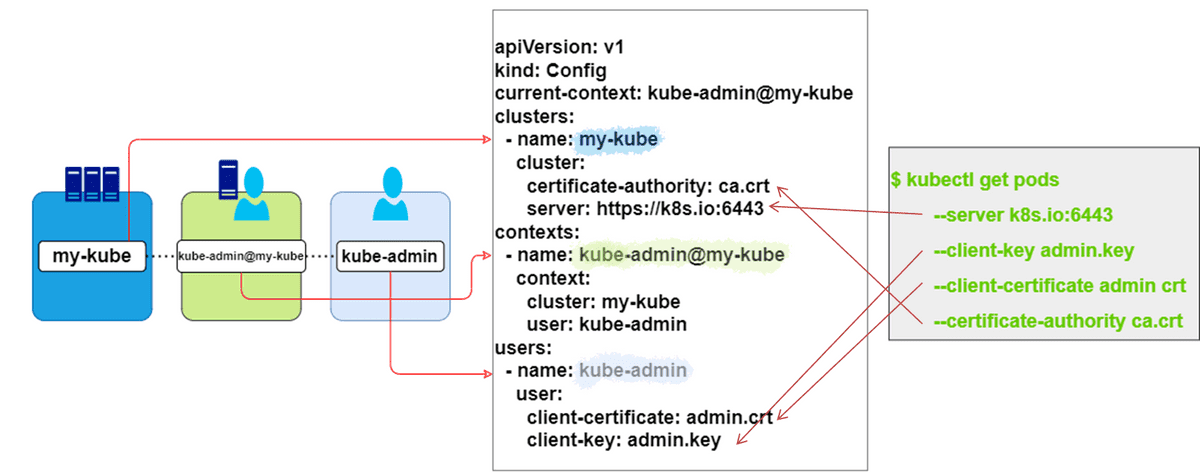 my-kube
kube-admin@my-kube
kube-admin
apiVersion: v1
kind: Config
current-context: kube-admin@my-kube
clusters:
- name: my-kube
cluster:
certificate-authority: ca.crt
server: https://k8s.io:6443
contexts:
- name: kube-admin@my-kube
context:
cluster: my-kube
user: kube-admin
users:
- name: kube-admin
user:
client-certificate: admin.crt
client-key: admin.key
$ kubectl get pods
--server k8s.io:6443
--client-key admin.key
--client-certificate admin crt
--certificate-authority ca.crt